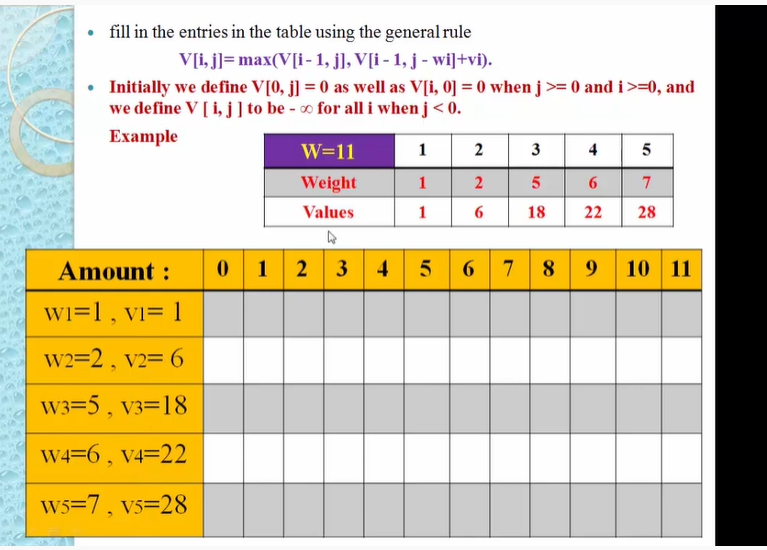 • fill in the entries in the table using the general rule
V[i, j]= max(V[i - 1, j], V[i - 1, j - wi]+vi).
• Initially we define V[0, j] = 0 as well as V[i, 0] = 0 when j >= 0 and i >=0, and
we define V [ i, j ] to be - ∞ for all i when j < 0.
Example
W=11 1 2 3 4 5
Weight 1 2 5 6 7
Values 1 6 18 22 28
Amount : 0 1 2 3 4 5 6 7 8 9 10 11
W1=1 , V1= 1
W2=2 , V2= 6
W3=5 , V3=18
W4=6 , V4=22
W5=7 , V5=28